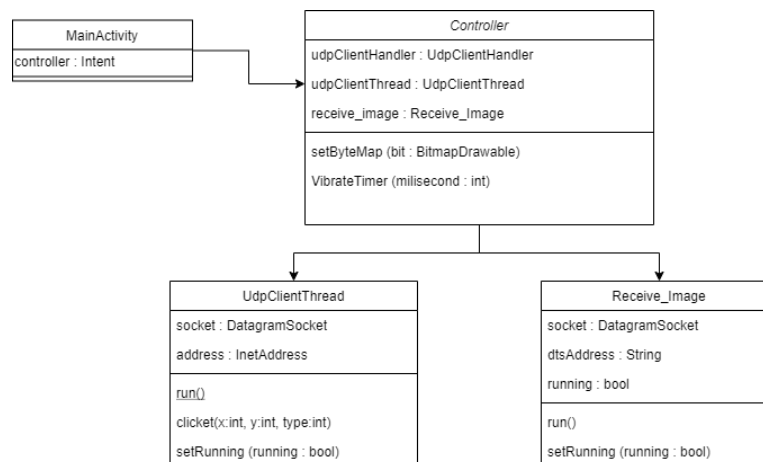 MainActivity
controller : Intent
Controller
udpClientHandler : UdpClientHandler
udpClientThread : UdpClientThread
receive_image : Receive_Image
setByteMap (bit : BitmapDrawable)
VibrateTimer (milisecond : int)
UdpClientThread
socket : DatagramSocket
address : InetAddress
run()
clicket(x:int, y:int, type:int)
setRunning (running : bool)
Receive_Image
socket : DatagramSocket
dtsAddress : String
running : bool
run()
setRunning (running : bool)